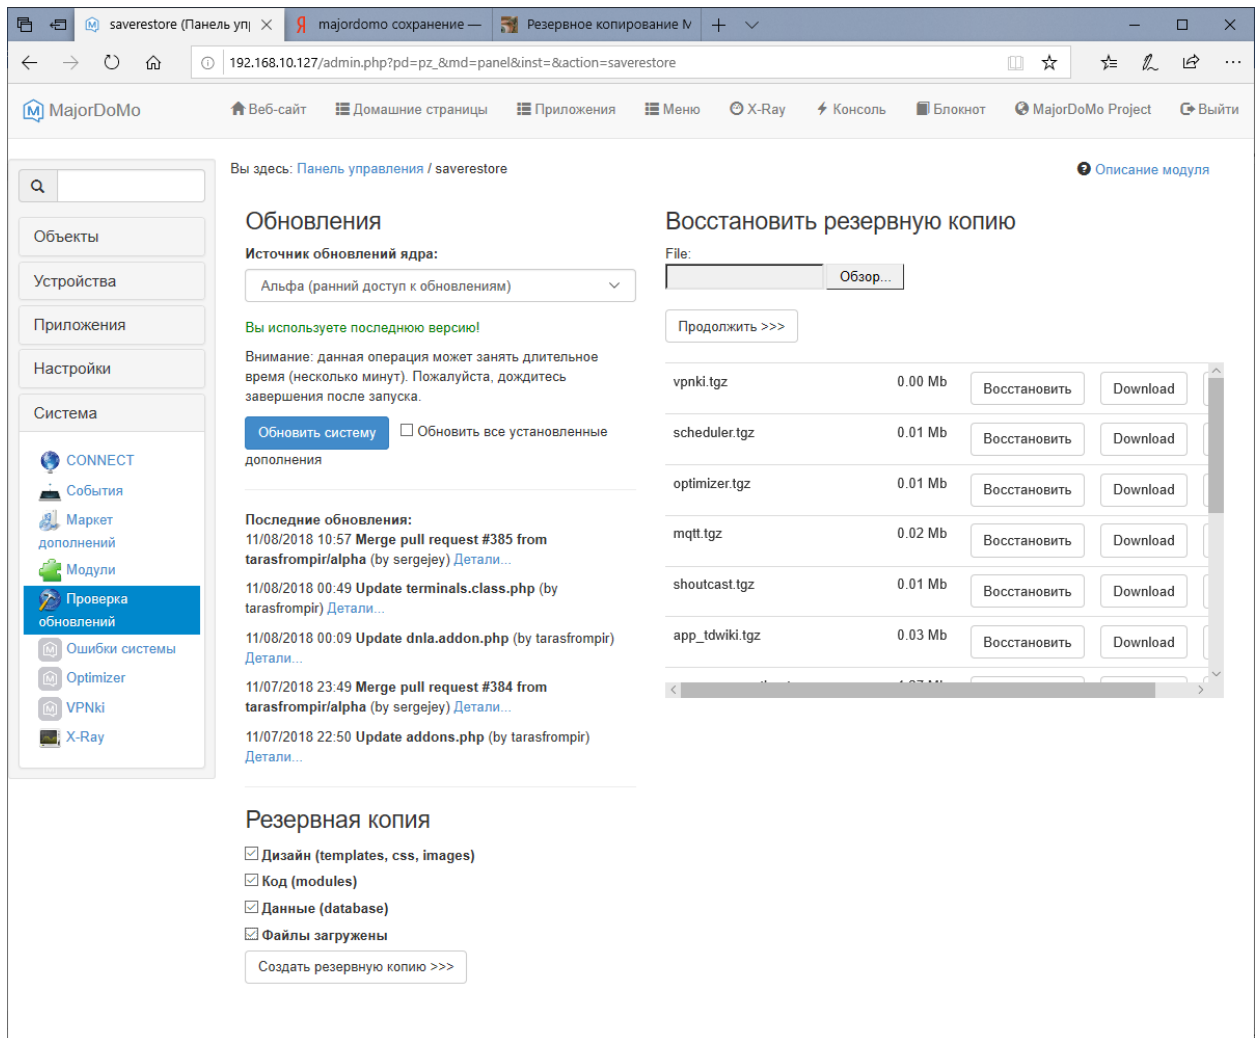 saverestore (Панель упр
majordomo сохранение —
Резервное копирование М
192.168.10.127/admin.php?pd=pz_&md=panel&inst=&action=saverestore
MajorDoMo
Веб-сайт
Домашние страницы
Приложения
Меню
X-Ray
Консоль
Блокнот
MajorDoMo Project
Выйти
Вы здесь: Панель управления / saverestore
Описание модуля
Объекты
Устройства
Приложения
Настройки
Система
CONNECT
События
Маркет
дополнений
Модули
Проверка
обновлений
Ошибки системы
Optimizer
VPNki
X-Ray
Обновления
Источник обновлений ядра:
Альфа (ранний доступ к обновлениям)
Вы используете последнюю версию!
Внимание: данная операция может занять длительное
время (несколько минут). Пожалуйста, дождитесь
завершения после запуска.
Обновить систему Обновить все установленные
дополнения
Последние обновления:
11/08/2018 10:57 Merge pull request #385 from
tarasfrompir/alpha (by sergejey) Детали...
11/08/2018 00:49 Update terminals.class.php (by
tarasfrompir) Детали...
11/08/2018 00:09 Update dnla.addon.php (by tarasfrompir)
Детали...
11/07/2018 23:49 Merge pull request #384 from
tarasfrompir/alpha (by sergejey) Детали...
11/07/2018 22:50 Update addons.php (by tarasfrompir)
Детали...
Резервная копия
Дизайн (templates, css, images)
Код (modules)
Данные (database)
Файлы загружены
Создать резервную копию >>>
Восстановить резервную копию
File:
Обзор...
Продолжить >>>
vpnki.tgz 0.00 Mb Восстановить Download
scheduler.tgz 0.01 Mb Восстановить Download
optimizer.tgz 0.01 Mb Восстановить Download
mqtt.tgz 0.02 Mb Восстановить Download
shoutcast.tgz 0.01 Mb Восстановить Download
app_tdwiki.tgz 0.03 Mb Восстановить Download